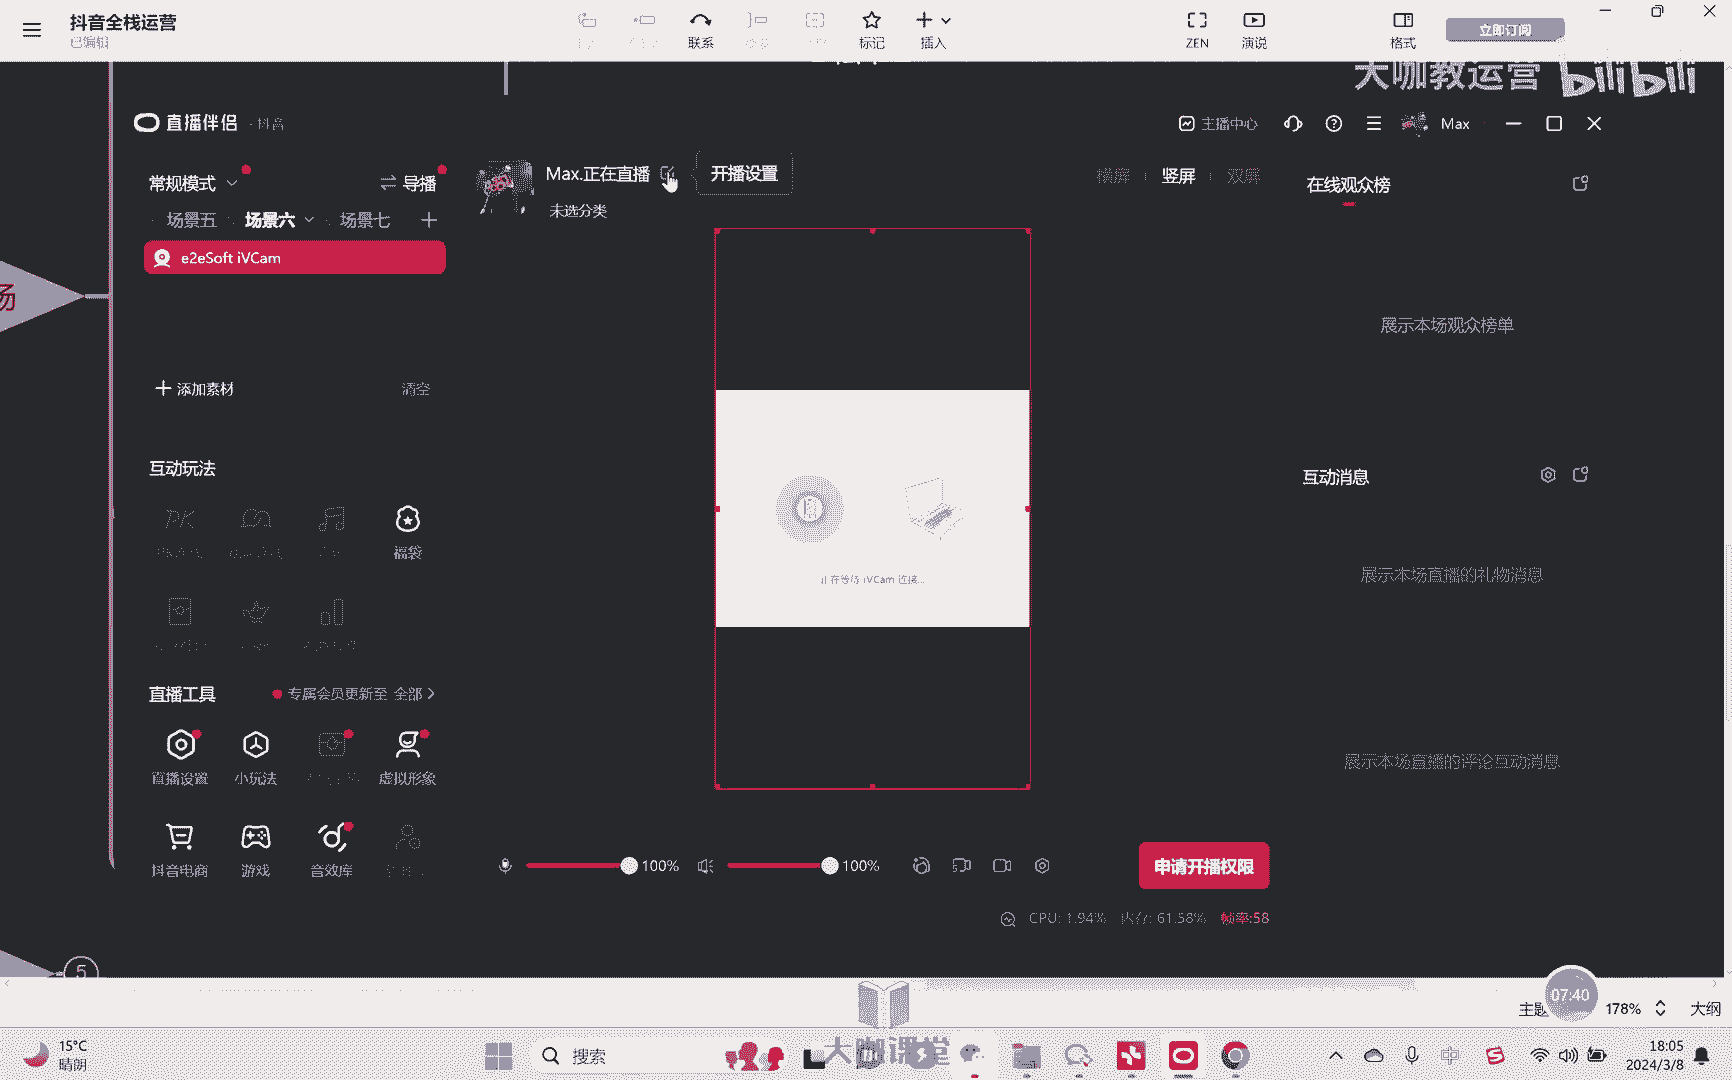 抖音全栈运营
已编辑
联系
标记
插入
ZEN
演说
格式
立即订阅
大咖教运营 bilibili
直播伴侣 · 抖音
主播中心
Max
常规模式
导播
场景五
场景六
场景七
e2eSoft iVCam
添加素材
清空
互动玩法
PK
福袋
直播工具
专属会员更新至 全部
直播设置
小玩法
虚拟形象
抖音电商
游戏
音效库
Max.正在直播
开播设置
未选分类
横屏
竖屏
双屏
正在等待 iVCam 连接...
100%
100%
申请开播权限
CPU: 1.94% 内存: 61.58% 帧率:58
在线观众榜
展示本场观众榜单
互动消息
展示本场直播的礼物消息
展示本场直播的评论互动消息
场
5
07:40
178%
大纲
大咖课堂
15°C
晴朗
搜索
中
18:05
2024/3/8